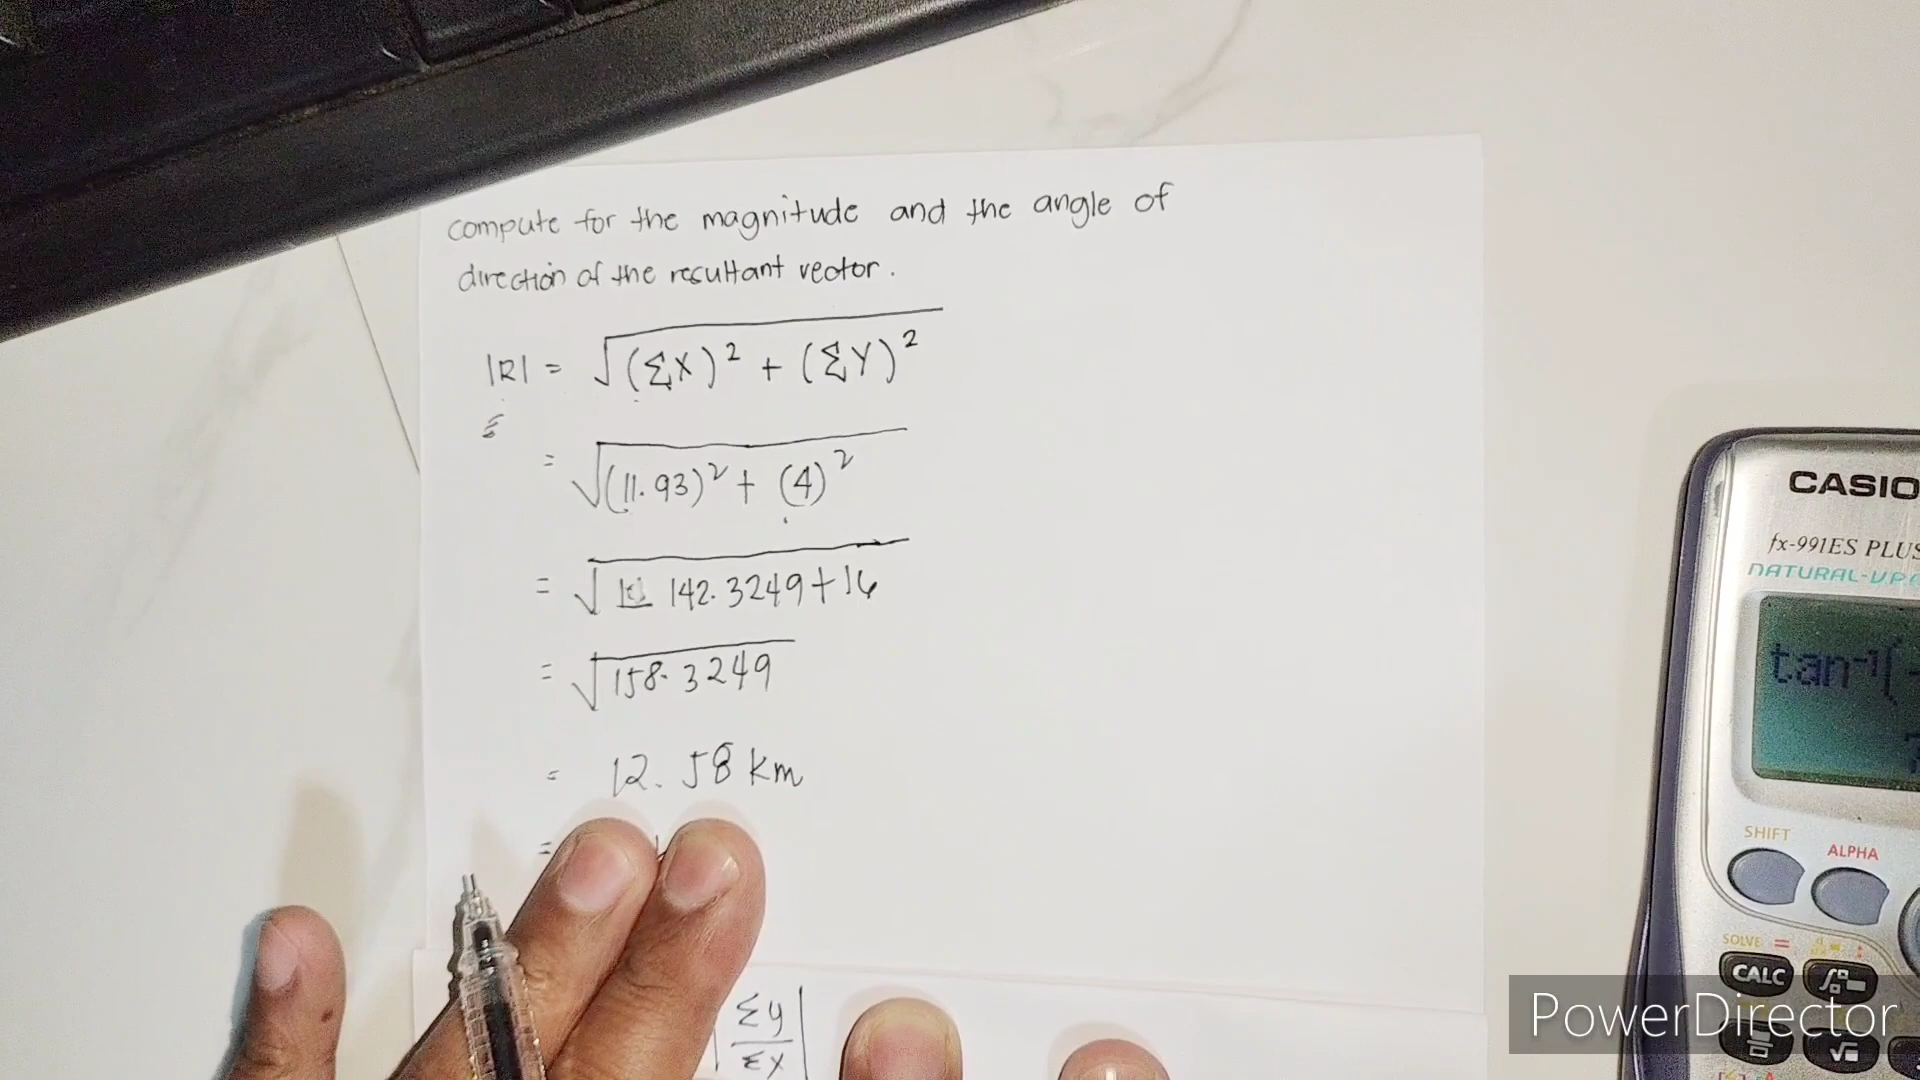 compute for the magnitude and the angle of
direction of the resultant vector.
|R| = √(ΣX)² + (ΣY)²
= √(11.93)² + (4)²
= √142.3249+16
= √158.3249
= 12.58 km
=
|Σy/Σx|
CASIO
fx-991ES PLUS
NATURAL-V.P.
tan⁻¹(
SHIFT
ALPHA
SOLVE =
CALC
PowerDirector